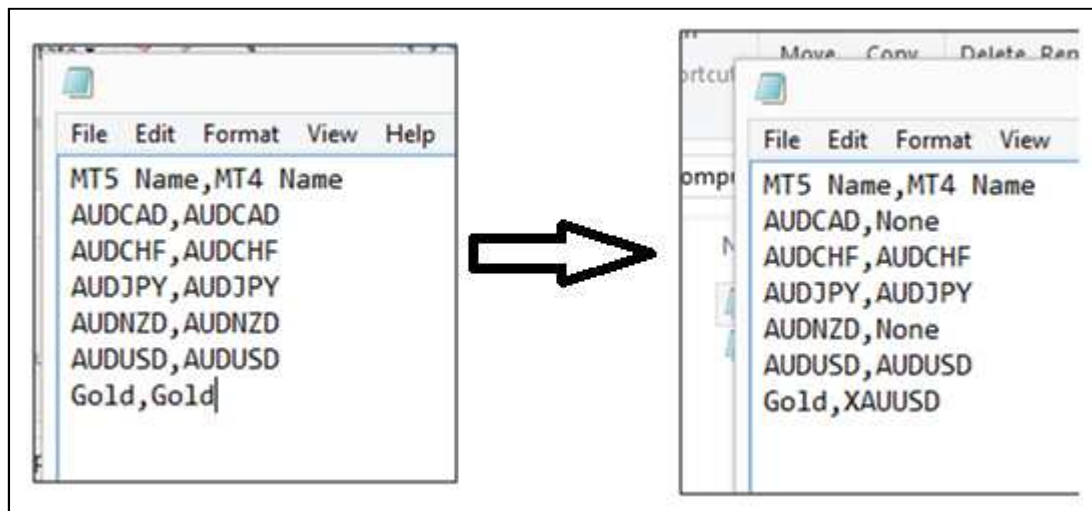 File Edit Format View Help
MT5 Name,MT4 Name
AUDCAD,AUDCAD
AUDCHF,AUDCHF
AUDJPY,AUDJPY
AUDNZD,AUDNZD
AUDUSD,AUDUSD
Gold,Gold
Move Copy Delete
File Edit Format View
MT5 Name,MT4 Name
AUDCAD,None
AUDCHF,AUDCHF
AUDJPY,AUDJPY
AUDNZD,None
AUDUSD,AUDUSD
Gold,XAUUSD